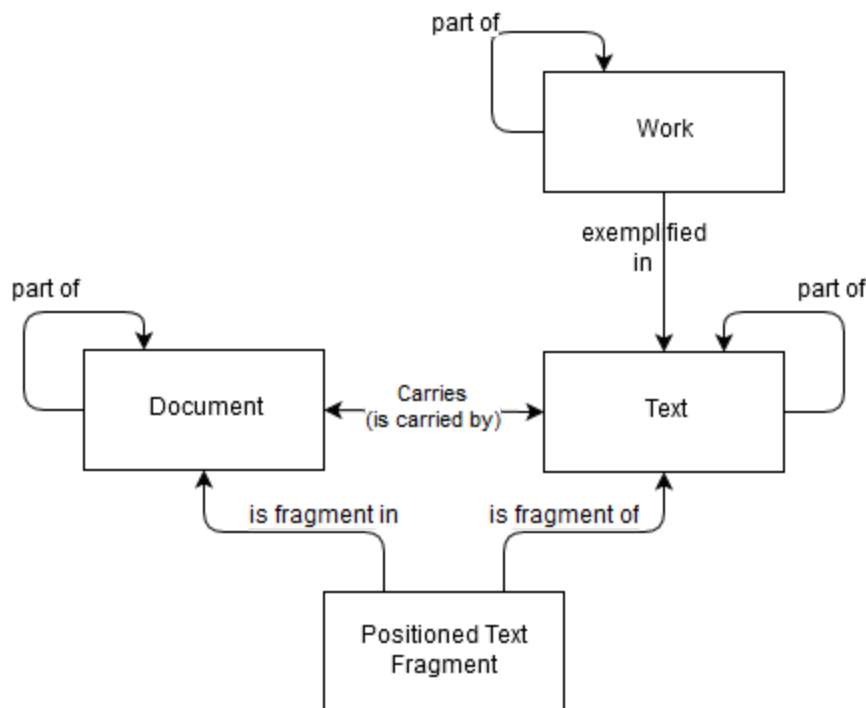 part of
Work
exemplified
in
part of
part of
Document
Carries
(is carried by)
Text
is fragment in
is fragment of
Positioned Text
Fragment